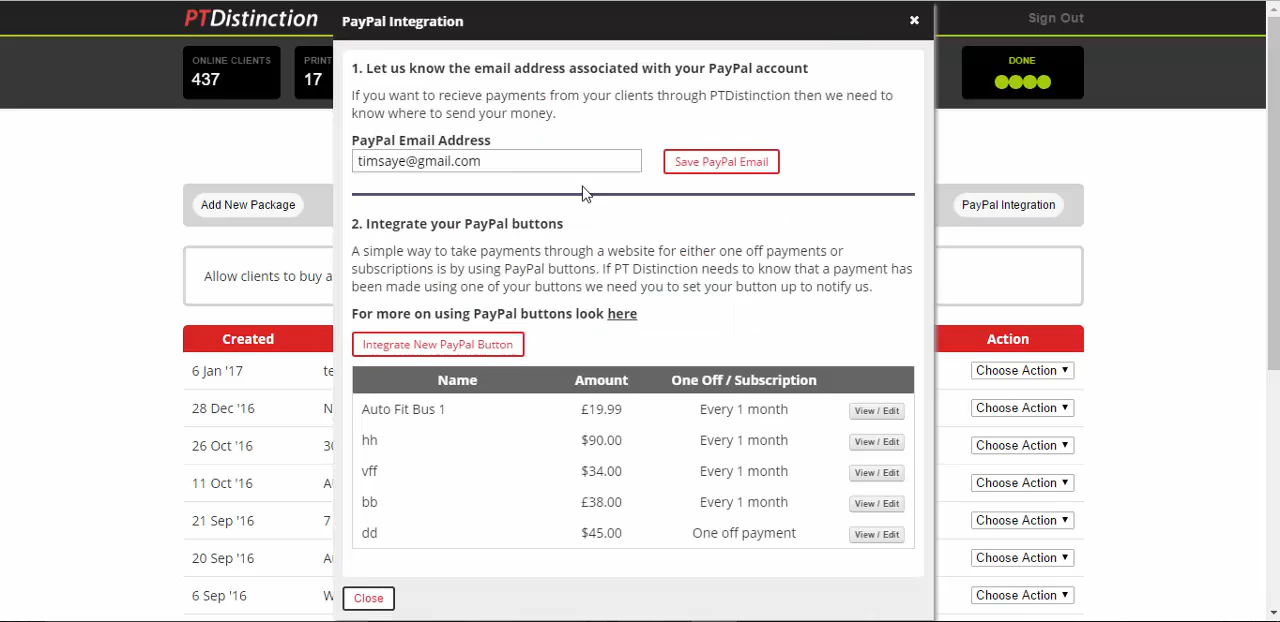 PTDistinction
PayPal Integration
Sign Out
ONLINE CLIENTS
437
PRINT
17
DONE
1. Let us know the email address associated with your PayPal account
If you want to recieve payments from your clients through PTDistinction then we need to
know where to send your money.
PayPal Email Address
timsaye@gmail.com
Save PayPal Email
Add New Package
PayPal Integration
2. Integrate your PayPal buttons
A simple way to take payments through a website for either one off payments or
subscriptions is by using PayPal buttons. If PT Distinction needs to know that a payment has
been made using one of your buttons we need you to set your button up to notify us.
Allow clients to buy a
For more on using PayPal buttons look here
Integrate New PayPal Button
Created
Action
Name Amount One Off / Subscription
Auto Fit Bus 1 £19.99 Every 1 month View / Edit
hh $90.00 Every 1 month View / Edit
vff $34.00 Every 1 month View / Edit
bb £38.00 Every 1 month View / Edit
dd $45.00 One off payment View / Edit
6 Jan '17 te Choose Action
28 Dec '16 N Choose Action
26 Oct '16 30 Choose Action
11 Oct '16 Choose Action
21 Sep '16 7 Choose Action
20 Sep '16 Choose Action
6 Sep '16 W Choose Action
Close